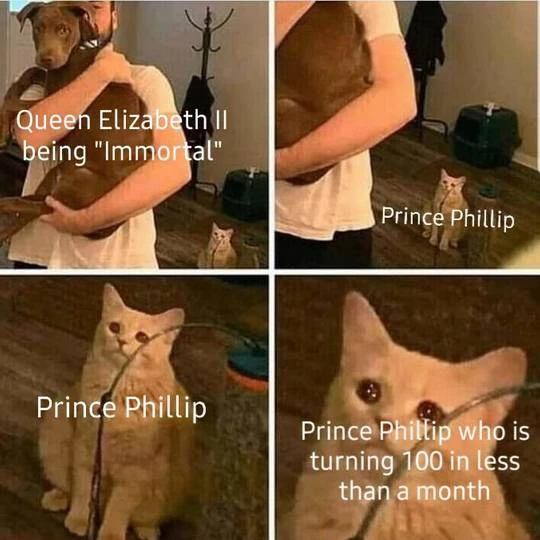 Queen Elizabeth II
being "Immortal"
Prince Phillip
Prince Phillip
Prince Phillip who is
turning 100 in less
than a month